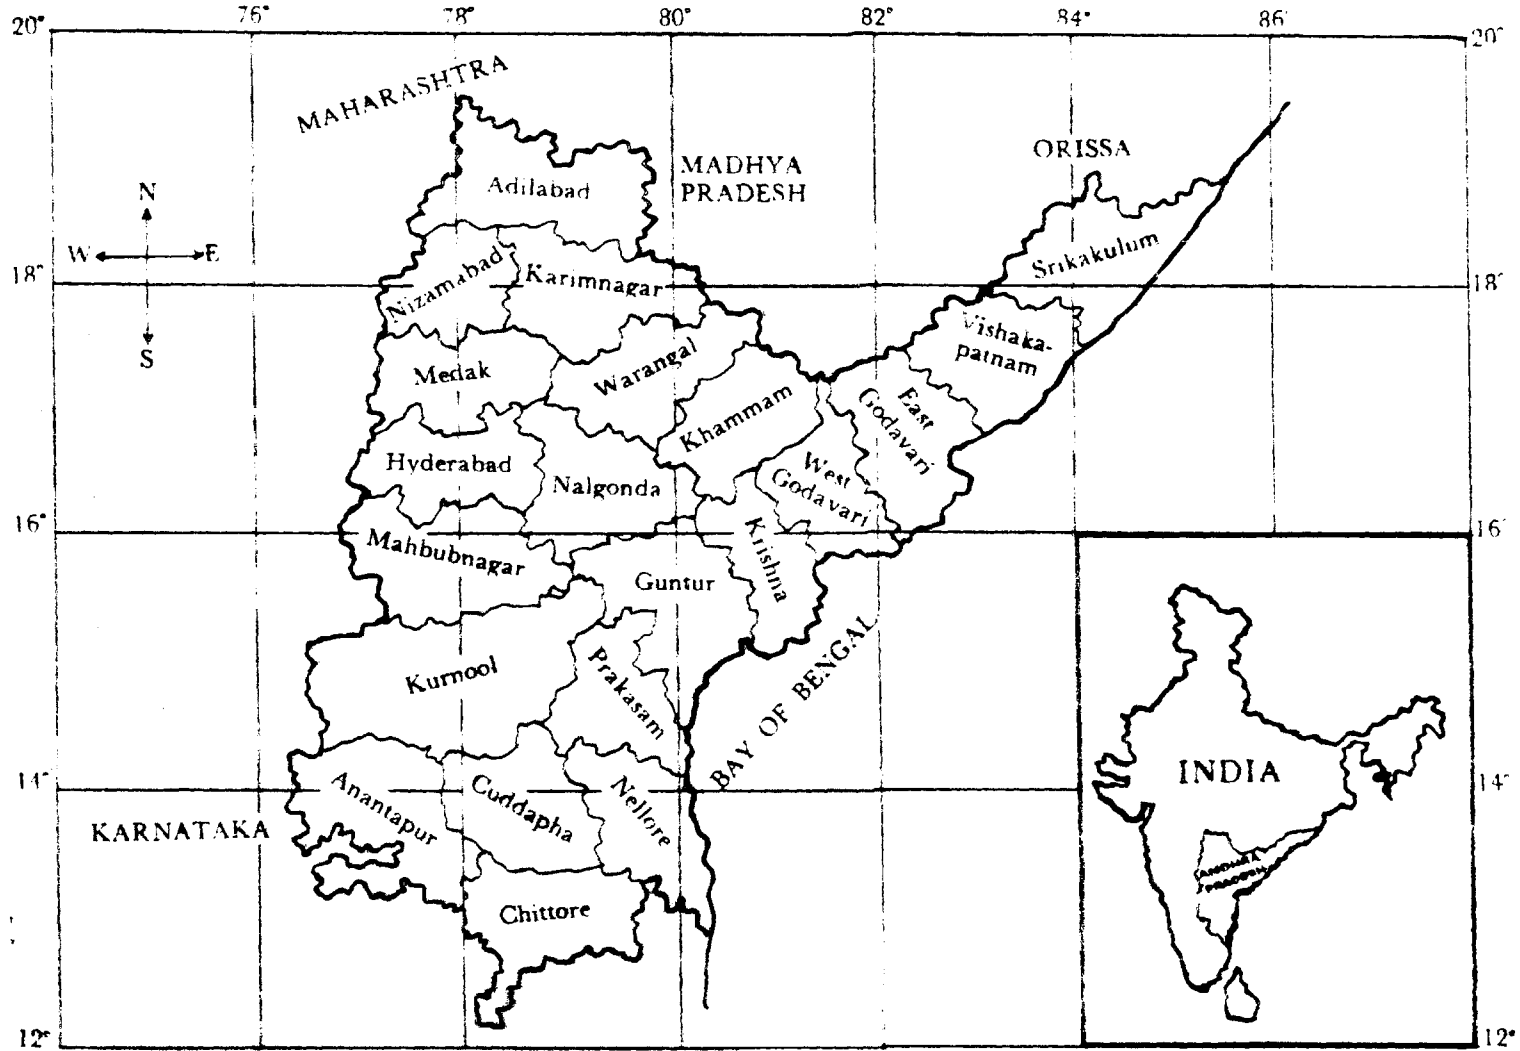 76°
78°
80°
82°
84°
86°
20°
20°
MAHARASHTRA
MADHYA
PRADESH
ORISSA
Adilabad
N
W
E
S
18°
18°
Nizamabad
Karimnagar
Srikakulum
Vishaka-
patnam
Medak
Warangal
Khammam
East
Godavari
Hyderabad
Nalgonda
West
Godavari
16°
16°
Mahbubnagar
Guntur
Krishna
Kurnool
Prakasam
BAY OF BENGAL
14°
14°
Anantapur
Cuddapha
Nellore
KARNATAKA
Chittore
INDIA
ANDHRA
PRADESH
12°
12°